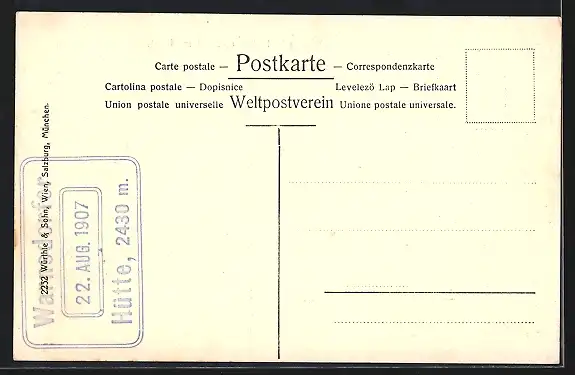 Carte postale — Postkarte — Correspondenzkarte
Cartolina postale — Dopisnice Levelezö Lap — Briefkaart
Union postale universelle Weltpostverein Unione postale universale.
2232 Würthle & Sohn, Wien, Salzburg, München.
Warnsdorfer
22. AUG. 1907
Hütte, 2430 m.